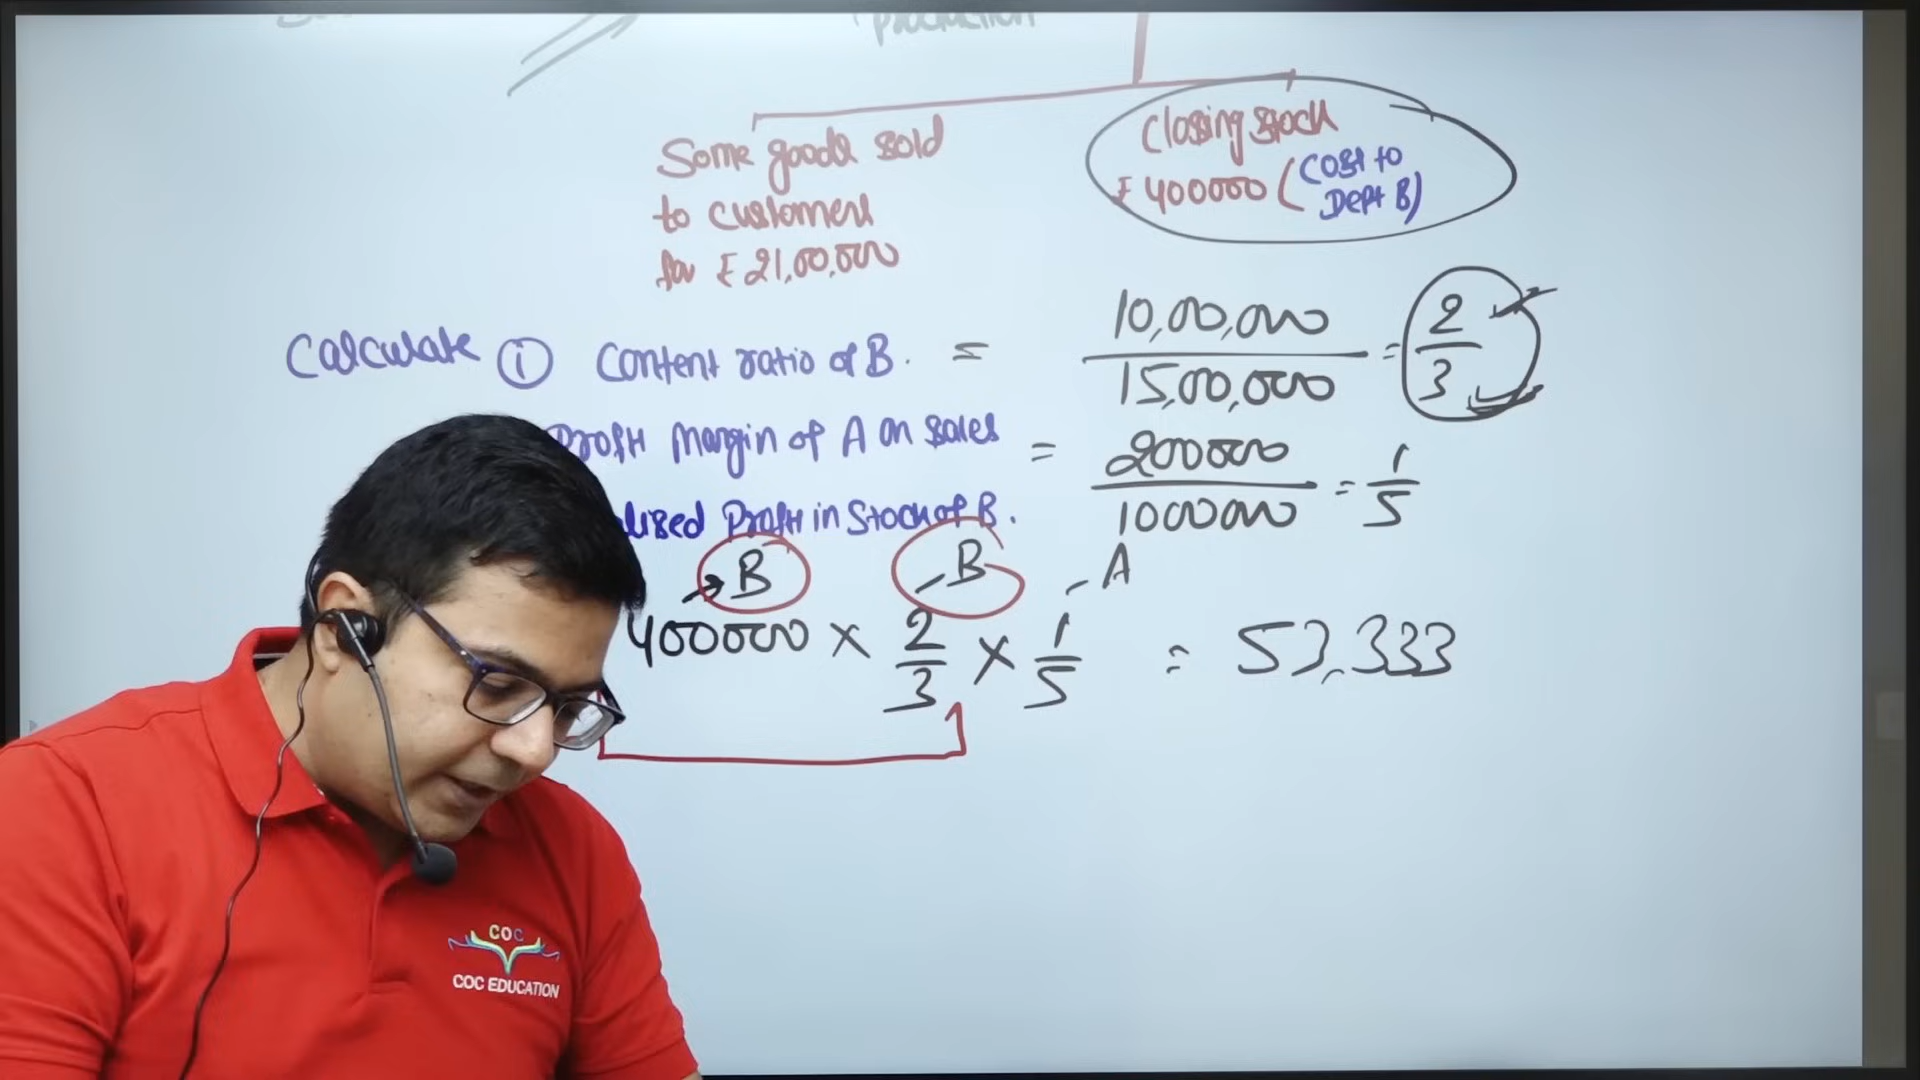 production
Some goods sold
to customers
for ₹ 21,00,000
Closing stock
₹ 400000 (Cost to
Dept B)
Calculate ① Content ratio of B. = 10,00,000 / 15,00,000 = 2/3
Profit Margin of A on sales = 200000 / 1000000 = 1/5
Profit in Stock of B.
→ B B A
400000 × 2/3 × 1/5 = 53,333
COC
COC EDUCATION